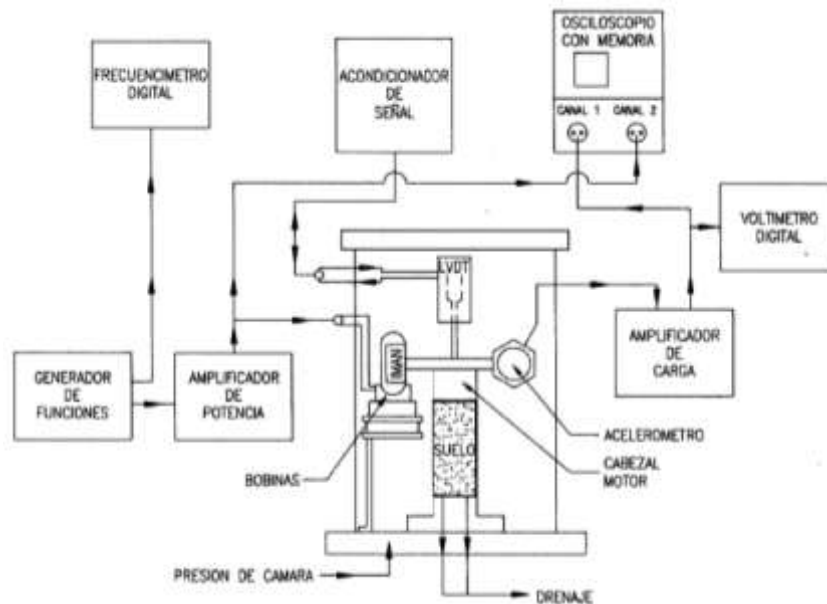 OSCILOSCOPIO
CON MEMORIA
CANAL 1
CANAL 2
FRECUENCIMETRO
DIGITAL
ACONDICIONADOR
DE
SEÑAL
VOLTIMETRO
DIGITAL
LVDT
GENERADOR
DE
FUNCIONES
AMPLIFICADOR
DE
POTENCIA
IMAN
AMPLIFICADOR
DE
CARGA
ACELEROMETRO
SUELO
CABEZAL
MOTOR
BOBINAS
PRESION DE CAMARA
DRENAJE